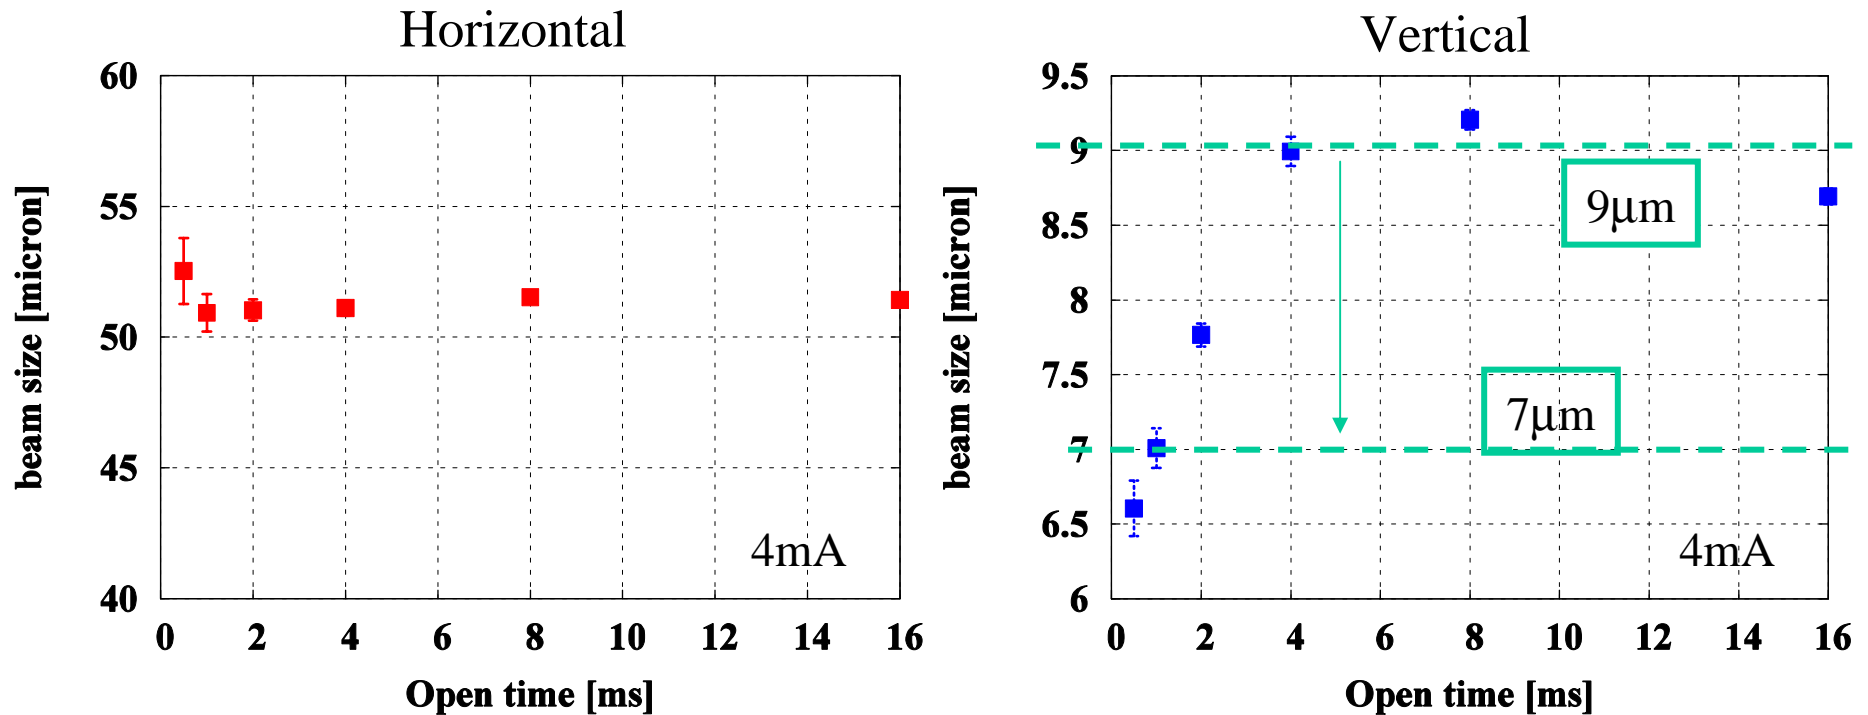 Horizontal
60
55
50
45
40
beam size [micron]
4mA
0 2 4 6 8 10 12 14 16
Open time [ms]
Vertical
9.5
9
8.5
8
7.5
7
6.5
6
beam size [micron]
9μm
7μm
4mA
0 2 4 6 8 10 12 14 16
Open time [ms]